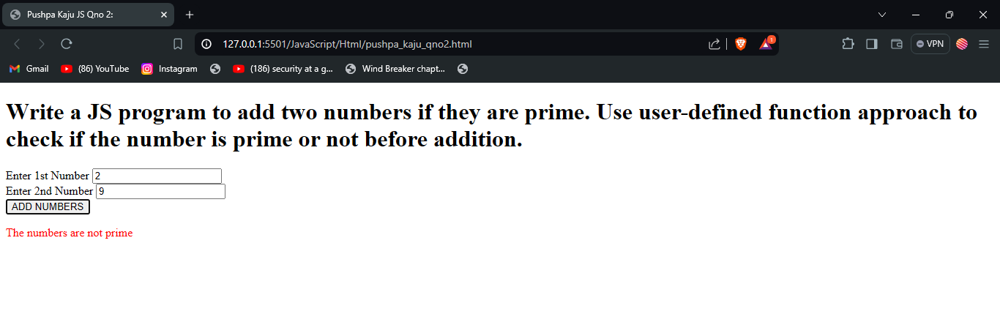 Pushpa Kaju JS Qno 2:
127.0.0.1:5501/JavaScript/Html/pushpa_kaju_qno2.html
1
VPN
Gmail (86) YouTube Instagram (186) security at a g... Wind Breaker chapt...
Write a JS program to add two numbers if they are prime. Use user-defined function approach to
check if the number is prime or not before addition.
Enter 1st Number 2
Enter 2nd Number 9
ADD NUMBERS
The numbers are not prime